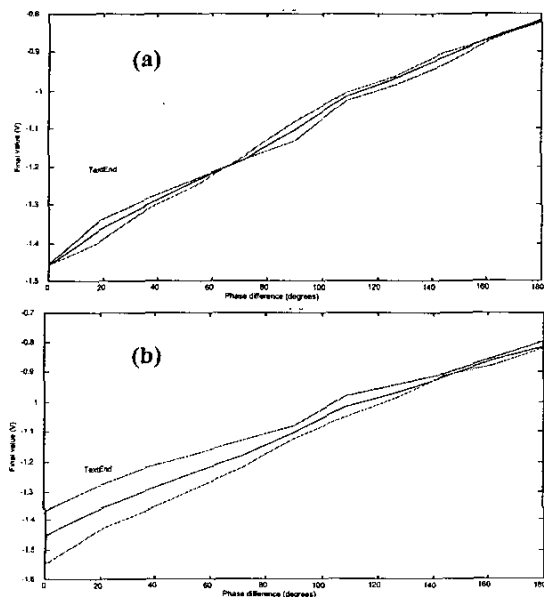 -0.8
(a)
-0.9
-1
Final value (V)
-1.1
-1.2
TextEnd
-1.3
-1.4
-1.5
0 20 40 60 80 100 120 140 160 180
Phase difference (degrees)
-0.7
(b)
-0.8
-0.9
-1
Final value (V)
-1.1
-1.2
TextEnd
-1.3
-1.4
-1.5
-1.6
0 20 40 60 80 100 120 140 160 180
Phase difference (degrees)